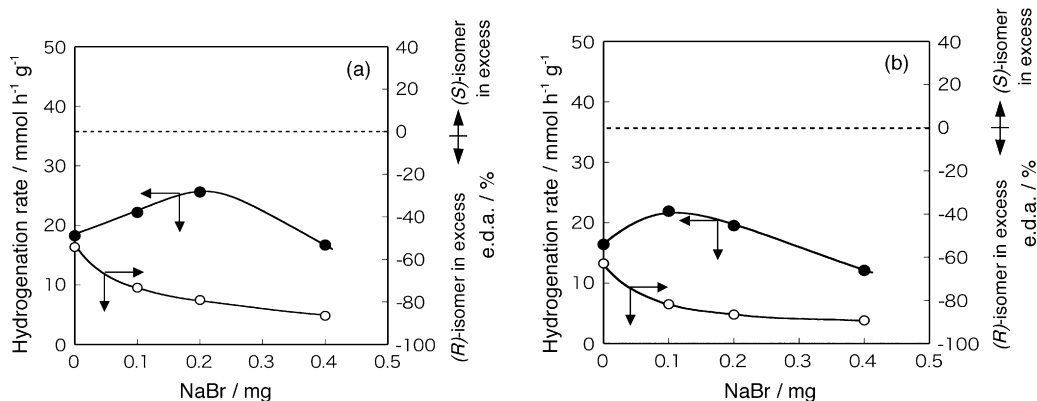 (a)
Hydrogenation rate / mmol h-1 g-1
50
40
30
20
10
0
0
0.1
0.2
0.3
0.4
0.5
NaBr / mg
40
20
0
-20
-40
-60
-80
-100
(S)-isomer
in excess
(R)-isomer in excess
e.d.a. / %
(b)
Hydrogenation rate / mmol h-1 g-1
50
40
30
20
10
0
0
0.1
0.2
0.3
0.4
0.5
NaBr / mg
40
20
0
-20
-40
-60
-80
-100
(S)-isomer
in excess
(R)-isomer in excess
e.d.a. / %